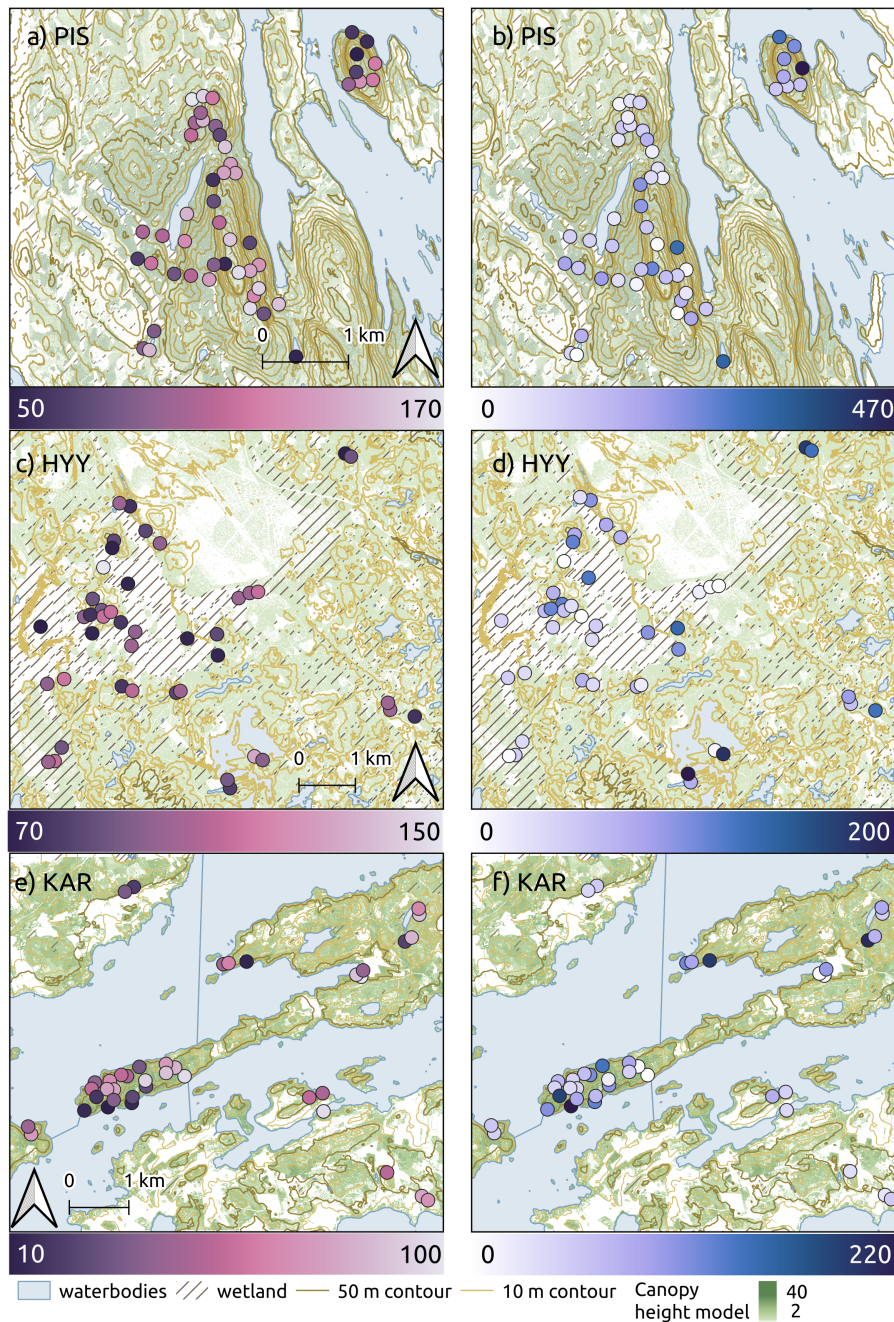 a) PIS
b) PIS
0 1 km
50 170
0 470
c) HYY
d) HYY
0 1 km
70 150
0 200
e) KAR
f) KAR
0 1 km
10 100
0 220
waterbodies wetland 50 m contour 10 m contour Canopy height model 40 2